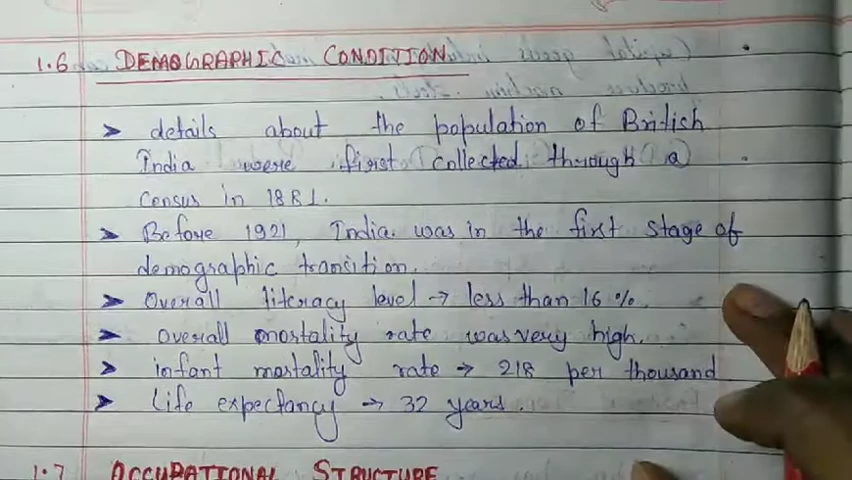 1.6 DEMOGRAPHIC CONDITION
➤ details about the population of British
India were first collected through a
Census in 1881.
➤ Before 1921, India was in the first stage of
demographic transition.
➤ Overall literacy level → less than 16 %.
➤ overall mortality rate was very high.
➤ infant mortality rate → 218 per thousand
➤ Life expectancy → 32 years.
1.7 OCCUPATIONAL STRUCTURE